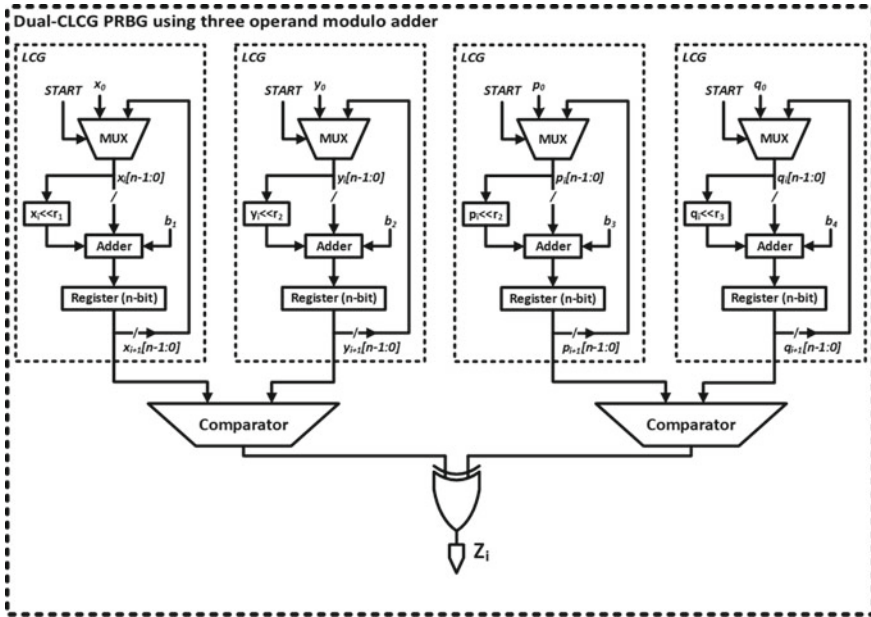 Dual-CLCG PRBG using three operand modulo adder
LCG
START
x0
MUX
xi[n-1:0]
xi<<r1
b1
Adder
Register (n-bit)
xi+1[n-1:0]
LCG
START
y0
MUX
yi[n-1:0]
yi<<r2
b2
Adder
Register (n-bit)
yi+1[n-1:0]
LCG
START
p0
MUX
pi[n-1:0]
pi<<r2
b3
Adder
Register (n-bit)
pi+1[n-1:0]
LCG
START
q0
MUX
qi[n-1:0]
qi<<r3
b4
Adder
Register (n-bit)
qi+1[n-1:0]
Comparator
Comparator
Zi